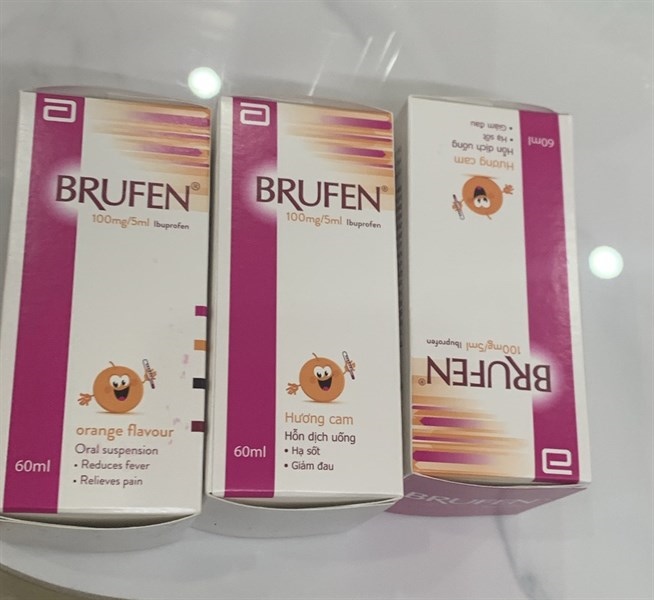 BRUFEN®
100mg/5ml Ibuprofen
orange flavour
Oral suspension
• Reduces fever
• Relieves pain
60ml
BRUFEN®
100mg/5ml Ibuprofen
Hương cam
Hỗn dịch uống
• Hạ sốt
• Giảm đau
60ml
BRUFEN®
100mg/5ml Ibuprofen
Hương cam
Hỗn dịch uống
• Hạ sốt
• Giảm đau
60ml
BRUFEN